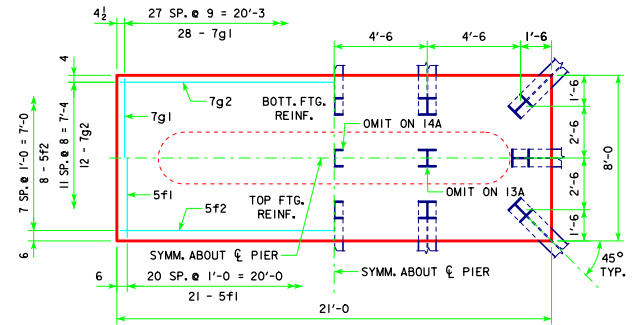 4½
27 SP. @ 9 = 20'-3
28 - 7g1
4'-6
4'-6
1'-6
4
7g2
BOTT. FTG.
REINF.
7g1
OMIT ON 14A
1'-6
2'-6
8'-0
2'-6
1'-6
7 SP. @ 1'-0 = 7'-0
8 - 5f2
11 SP. @ 8 = 7'-4
12 - 7g2
5f1
TOP FTG.
REINF.
OMIT ON 13A
5f2
6
SYMM. ABOUT ℄ PIER
SYMM. ABOUT ℄ PIER
45°
TYP.
6
20 SP. @ 1'-0 = 20'-0
21 - 5f1
21'-0